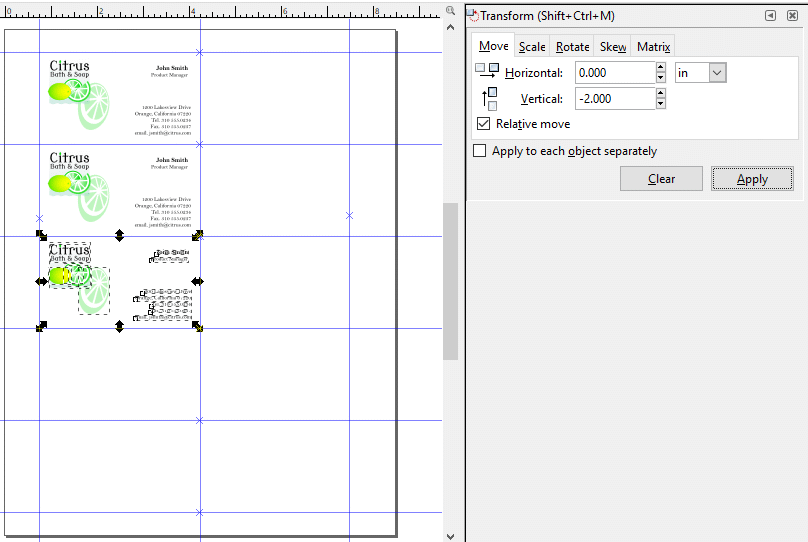 0 2 4 6 8
Transform (Shift+Ctrl+M)
Move Scale Rotate Skew Matrix
Horizontal: 0.000 in
Vertical: -2.000
Relative move
Apply to each object separately
Clear Apply
Citrus
Bath & Soap
John Smith
Product Manager
1200 Lakeview Drive
Orange, California 07220
Tel. 310 555.0236
Fax. 310 555.0237
email. jsmith@citrus.com
Citrus
Bath & Soap
John Smith
Product Manager
1200 Lakeview Drive
Orange, California 07220
Tel. 310 555.0236
Fax. 310 555.0237
email. jsmith@citrus.com
Citrus
Bath & Soap